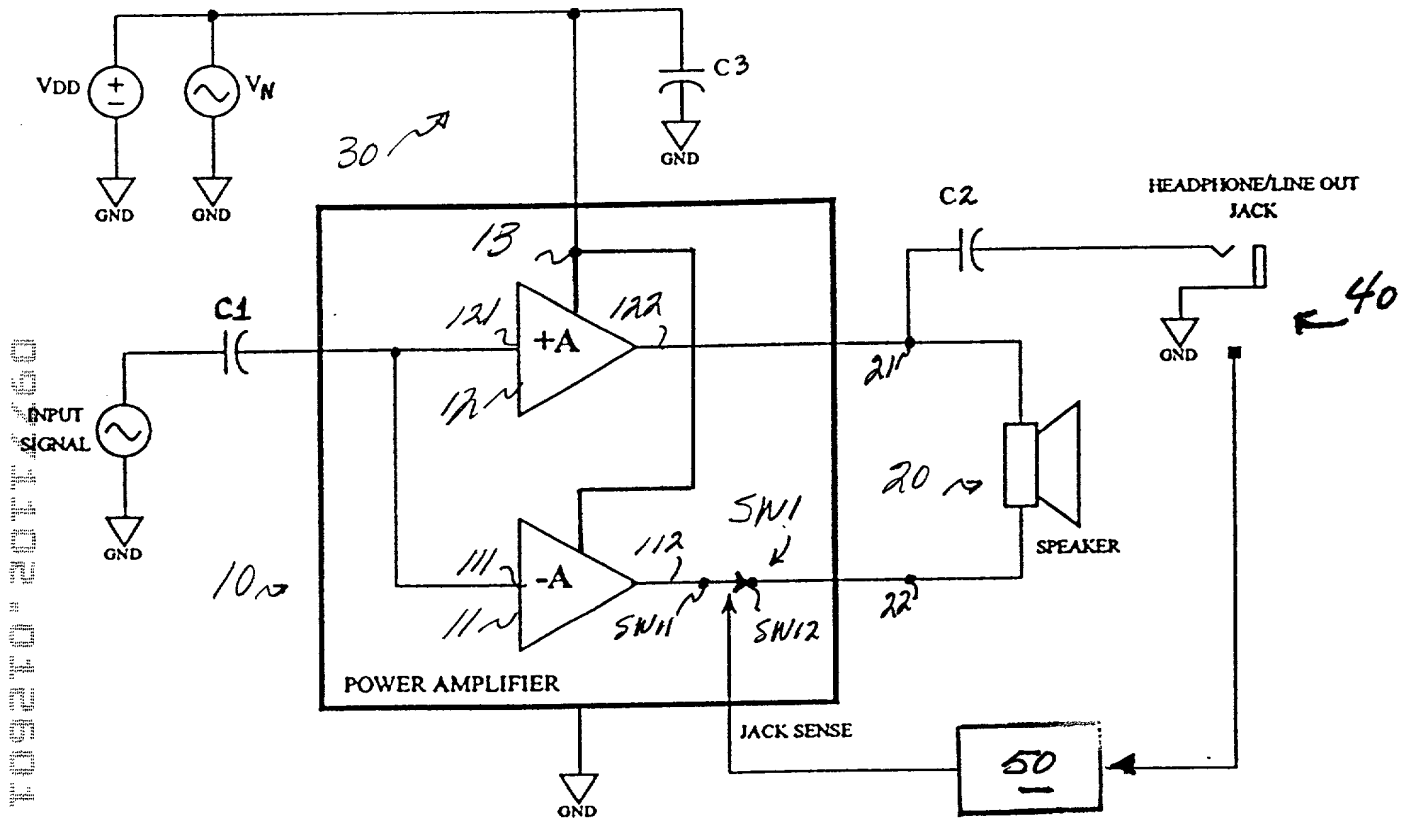 VDD
VN
C3
GND
GND
GND
30
HEADPHONE/LINE OUT
JACK
C2
13
40
C1
121
+A
122
GND
12
211
INPUT
SIGNAL
20
SPEAKER
GND
SW1
111
-A
112
10
11
SW11
SW12
22
POWER AMPLIFIER
JACK SENSE
50
GND